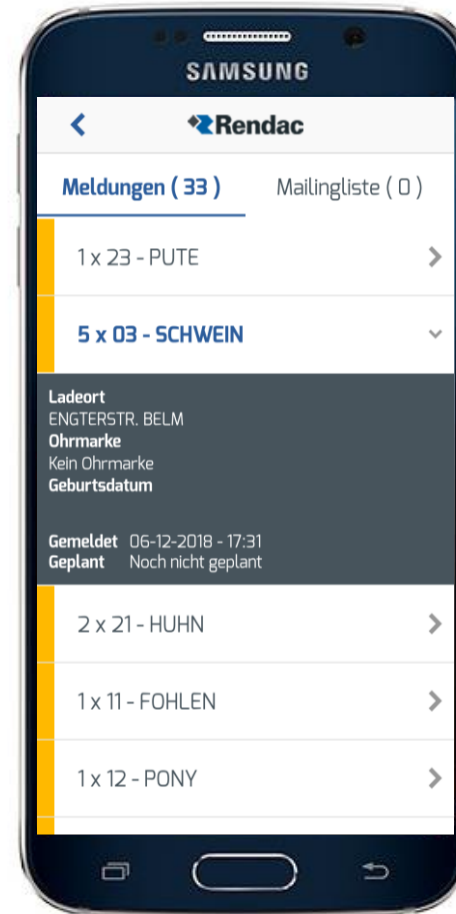 SAMSUNG
Rendac
Meldungen ( 33 )
Mailingliste ( 0 )
1 x 23 - PUTE
5 x 03 - SCHWEIN
Ladeort
ENGTERSTR. BELM
Ohrmarke
Kein Ohrmarke
Geburtsdatum
Gemeldet 06-12-2018 - 17:31
Geplant Noch nicht geplant
2 x 21 - HUHN
1 x 11 - FOHLEN
1 x 12 - PONY